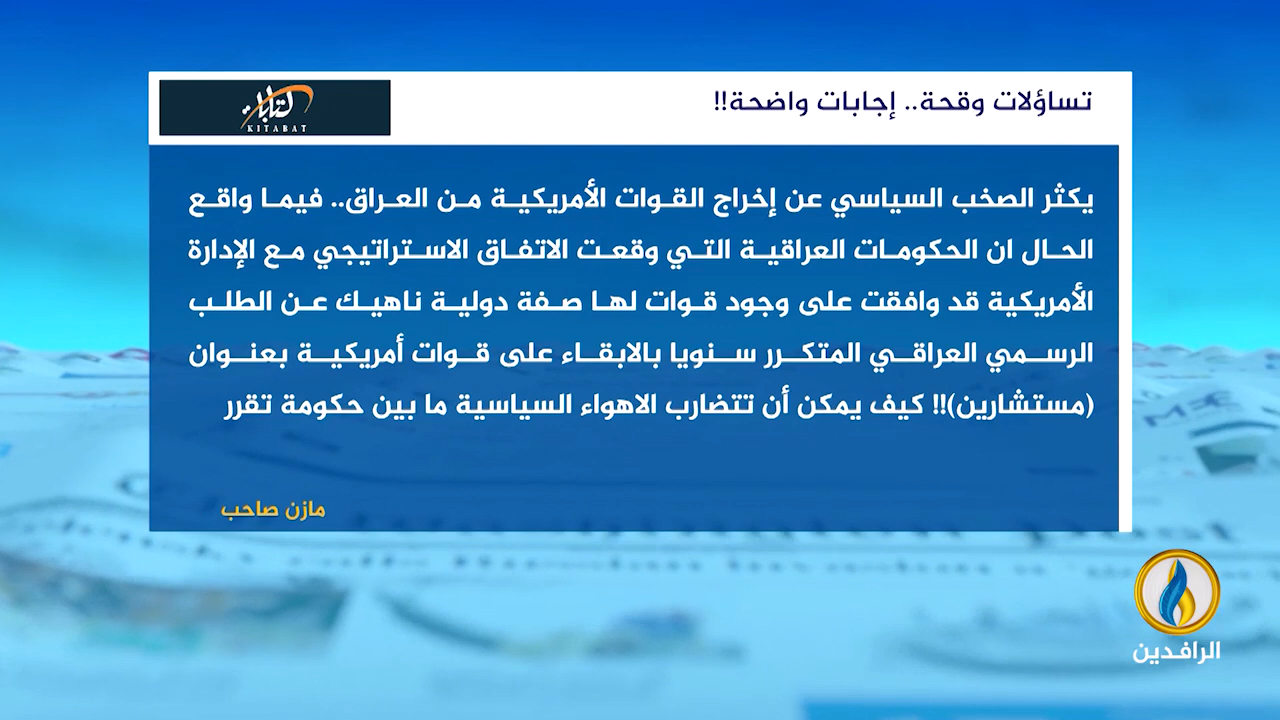 تساؤلات وقحة.. إجابات واضحة!!
كتابات
KITABAT
يكثر الصخب السياسي عن إخراج القوات الأمريكية من العراق.. فيما واقع
الحال ان الحكومات العراقية التي وقعت الاتفاق الاستراتيجي مع الإدارة
الأمريكية قد وافقت على وجود قوات لها صفة دولية ناهيك عن الطلب
الرسمي العراقي المتكرر سنويا بالابقاء على قوات أمريكية بعنوان
(مستشارين)!! كيف يمكن أن تتضارب الاهواء السياسية ما بين حكومة تقرر
مازن صاحب
الرافدين